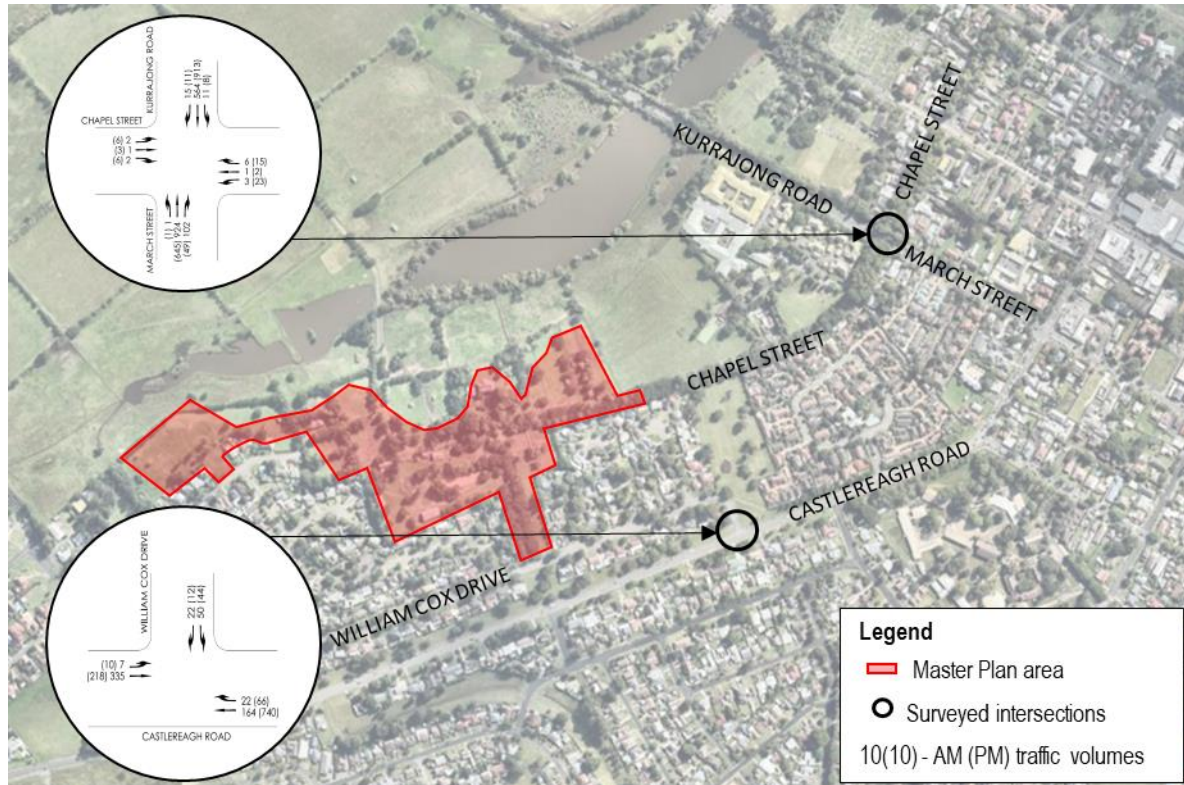 KURRAJONG ROAD
15 (11)
564 (913)
11 (8)
CHAPEL STREET
(6) 2
(3) 1
(6) 2
6 (15)
1 (2)
3 (23)
MARCH STREET
(1) 1
(645) 924
(49) 102
KURRAJONG ROAD
CHAPEL STREET
MARCH STREET
CHAPEL STREET
CASTLEREAGH ROAD
WILLIAM COX DRIVE
WILLIAM COX DRIVE
22 (12)
50 (44)
(10) 7
(218) 335
22 (66)
164 (740)
CASTLEREAGH ROAD
Legend
Master Plan area
Surveyed intersections
10(10) - AM (PM) traffic volumes